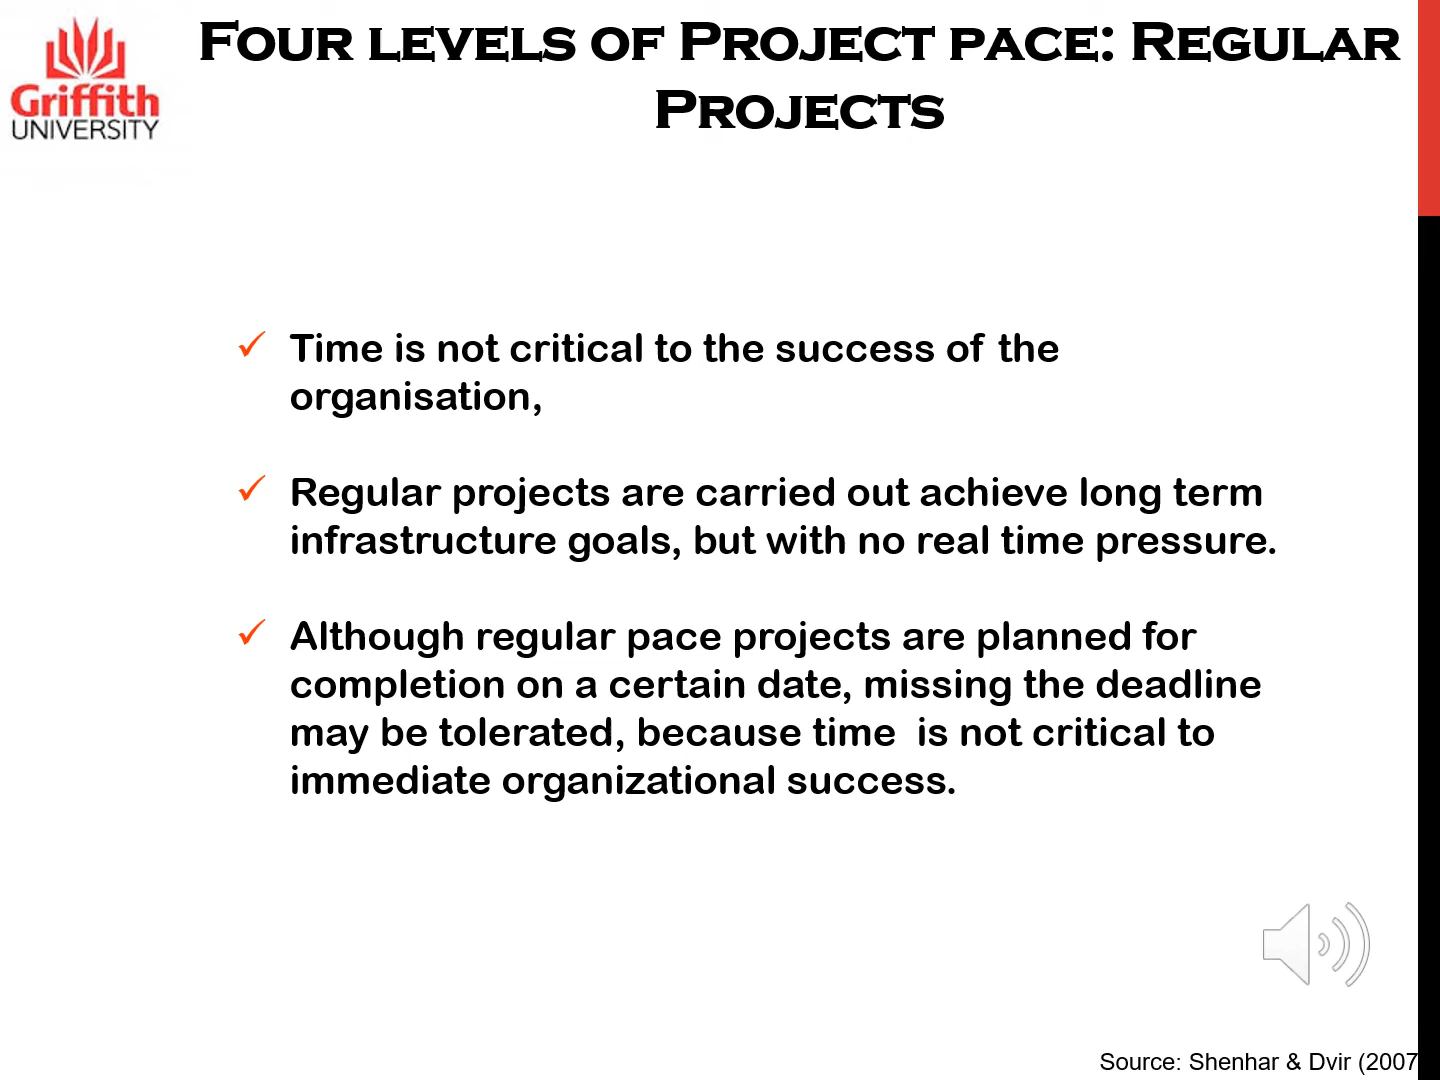 Griffith
UNIVERSITY
Four levels of Project pace: Regular
Projects
Time is not critical to the success of the
organisation,
Regular projects are carried out achieve long term
infrastructure goals, but with no real time pressure.
Although regular pace projects are planned for
completion on a certain date, missing the deadline
may be tolerated, because time  is not critical to
immediate organizational success.
Source: Shenhar & Dvir (2007